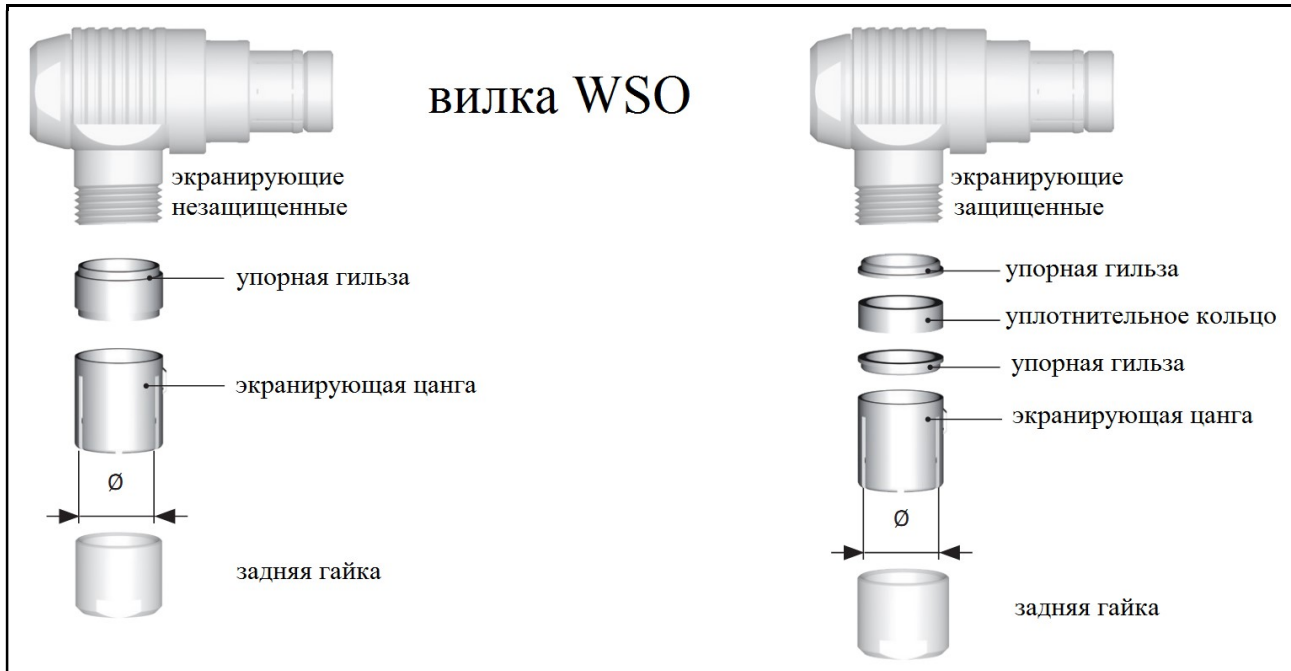 вилка WSO
экранирующие
незащищенные
упорная гильза
экранирующая цанга
Ø
задняя гайка
экранирующие
защищенные
упорная гильза
уплотнительное кольцо
упорная гильза
экранирующая цанга
Ø
задняя гайка